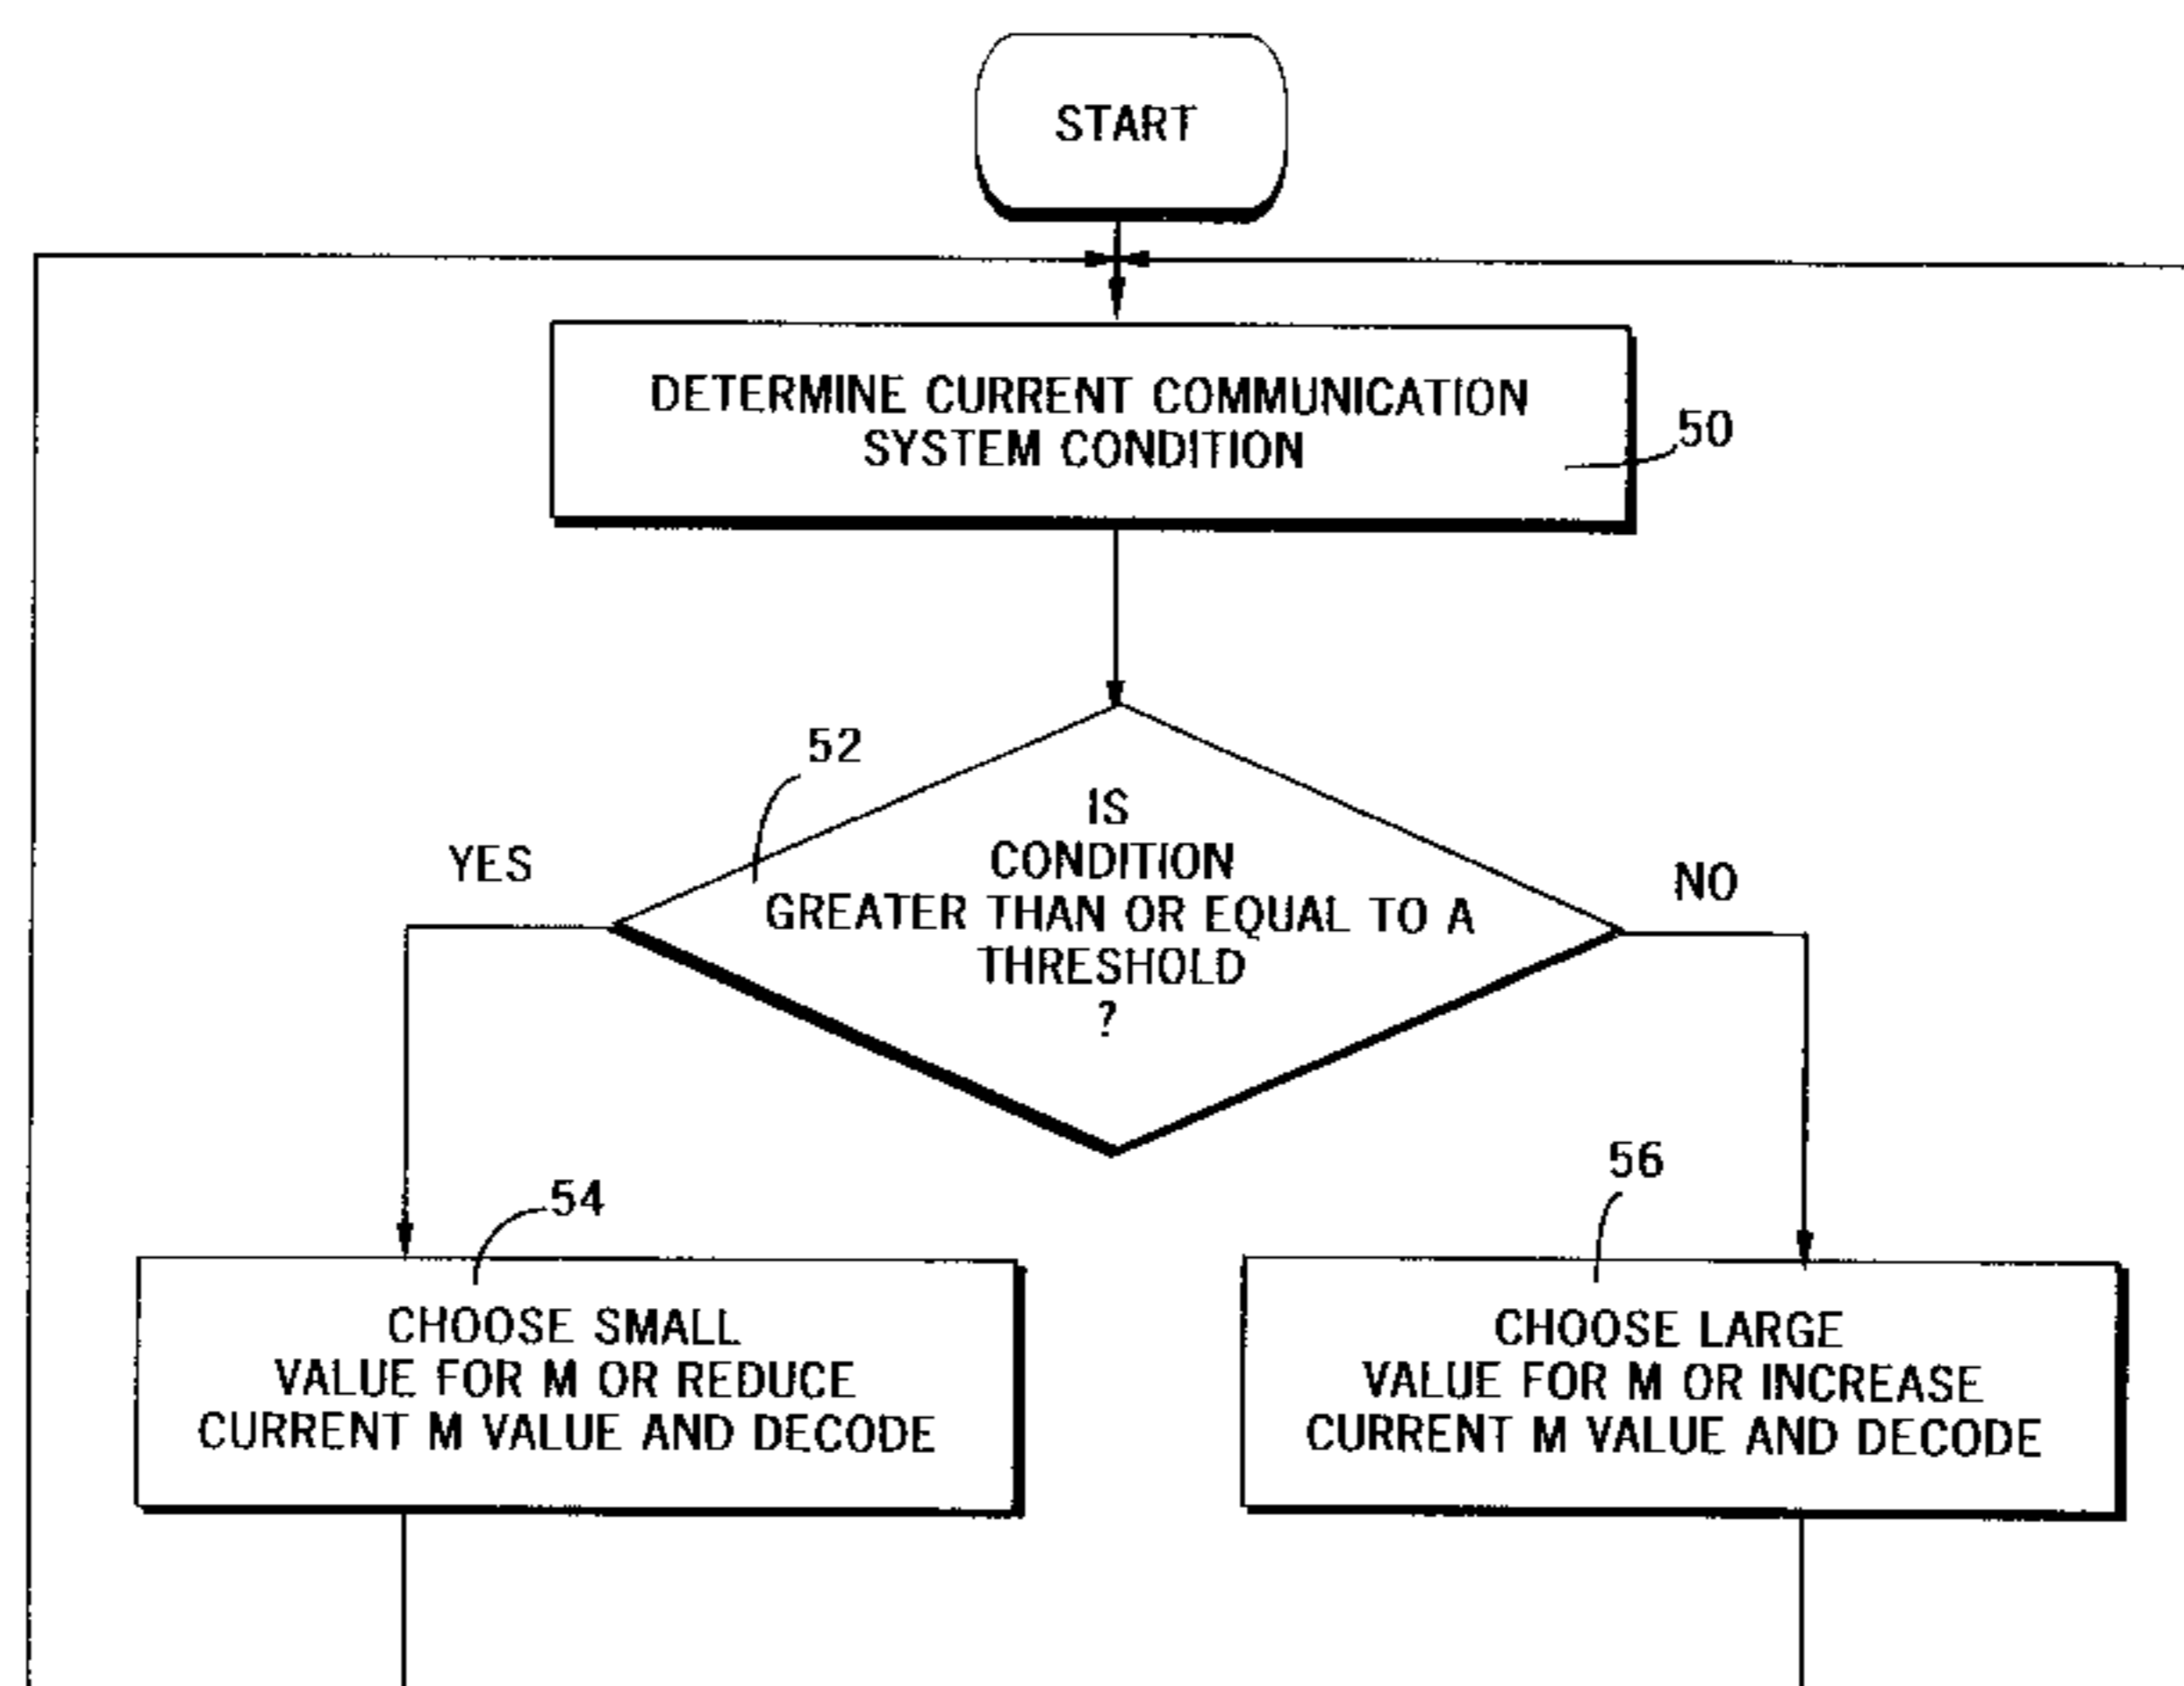 START
DETERMINE CURRENT COMMUNICATION
SYSTEM CONDITION
50
52
IS
CONDITION
GREATER THAN OR EQUAL TO A
THRESHOLD
?
YES
NO
54
56
CHOOSE SMALL
VALUE FOR M OR REDUCE
CURRENT M VALUE AND DECODE
CHOOSE LARGE
VALUE FOR M OR INCREASE
CURRENT M VALUE AND DECODE